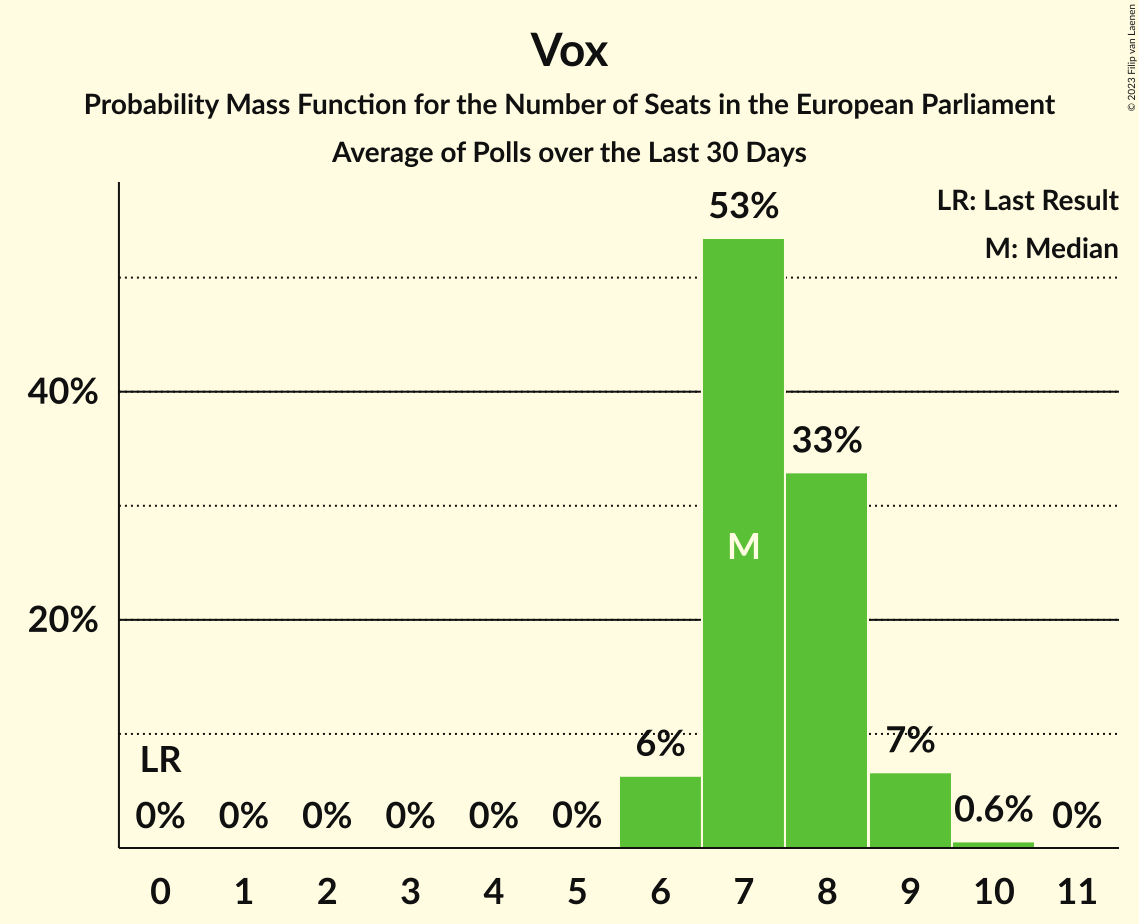 Vox
Probability Mass Function for the Number of Seats in the European Parliament
Average of Polls over the Last 30 Days
© 2023 Filip van Laenen
LR: Last Result
M: Median
53%
40%
33%
M
20%
LR
6%
7%
0% 0% 0% 0% 0% 0% 0.6% 0%
0 1 2 3 4 5 6 7 8 9 10 11